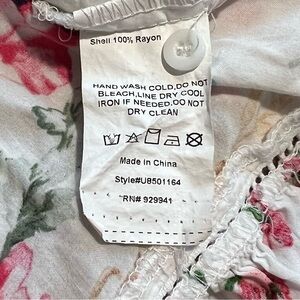 Shell 100% Rayon
HAND WASH COLD,DO NOT
BLEACH,LINE DRY COOL
IRON IF NEEDED.DO NOT
DRY CLEAN
Made in China
Style#U8501164
RN# 929941